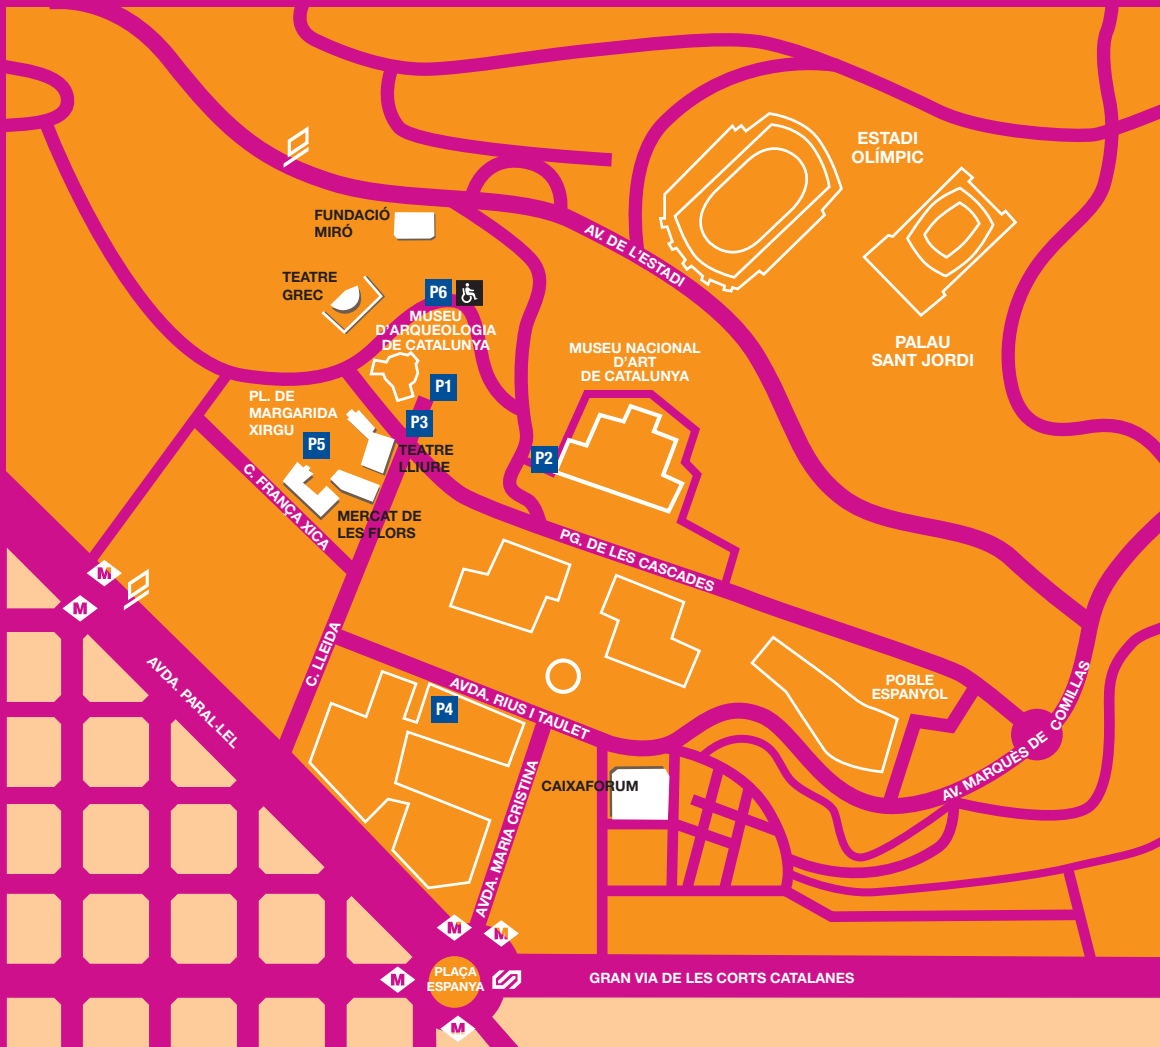 ESTADI
OLÍMPIC
FUNDACIÓ
MIRÓ
AV. DE L'ESTADI
TEATRE
GREC
P6
MUSEU
D'ARQUEOLOGIA
DE CATALUNYA
PALAU
SANT JORDI
MUSEU NACIONAL
D'ART
DE CATALUNYA
P1
PL. DE
MARGARIDA
XIRGU
P3
P5
TEATRE
LLIURE
P2
C. FRANÇA XICA
MERCAT DE
LES FLORS
PG. DE LES CASCADES
M
M
C. LLEIDA
AVDA. PARAL·LEL
AVDA. RIUS I TAULET
P4
POBLE
ESPANYOL
AV. MARQUÈS DE COMILLAS
CAIXAFORUM
AVDA. MARIA CRISTINA
M
M
M
PLAÇA
ESPANYA
GRAN VIA DE LES CORTS CATALANES
M